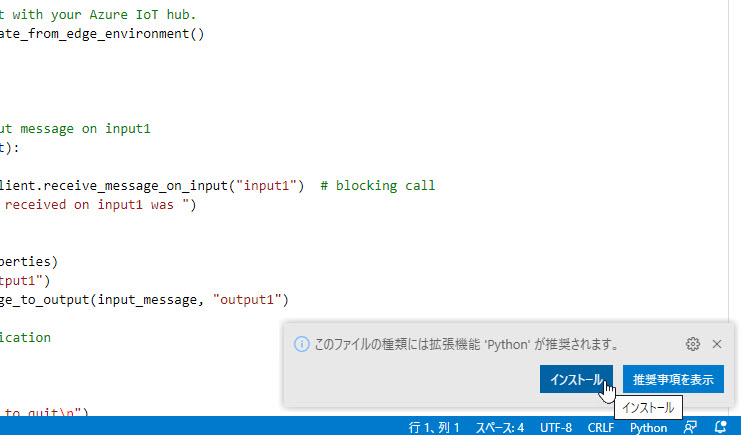 t with your Azure IoT hub.
ate_from_edge_environment()
ut message on input1
t):
lient.receive_message_on_input("input1")  # blocking call
 received on input1 was ")
perties)
tput1")
ge_to_output(input_message, "output1")
ication
このファイルの種類には拡張機能 'Python' が推奨されます。
インストール 推奨事項を表示
インストール
to quit\n")
行 1、列 1 スペース: 4 UTF-8 CRLF Python